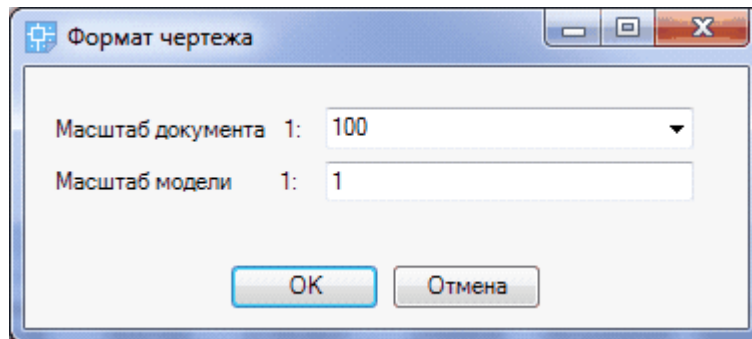 Формат чертежа
Масштаб документа 1: 100
Масштаб модели 1: 1
OK Отмена